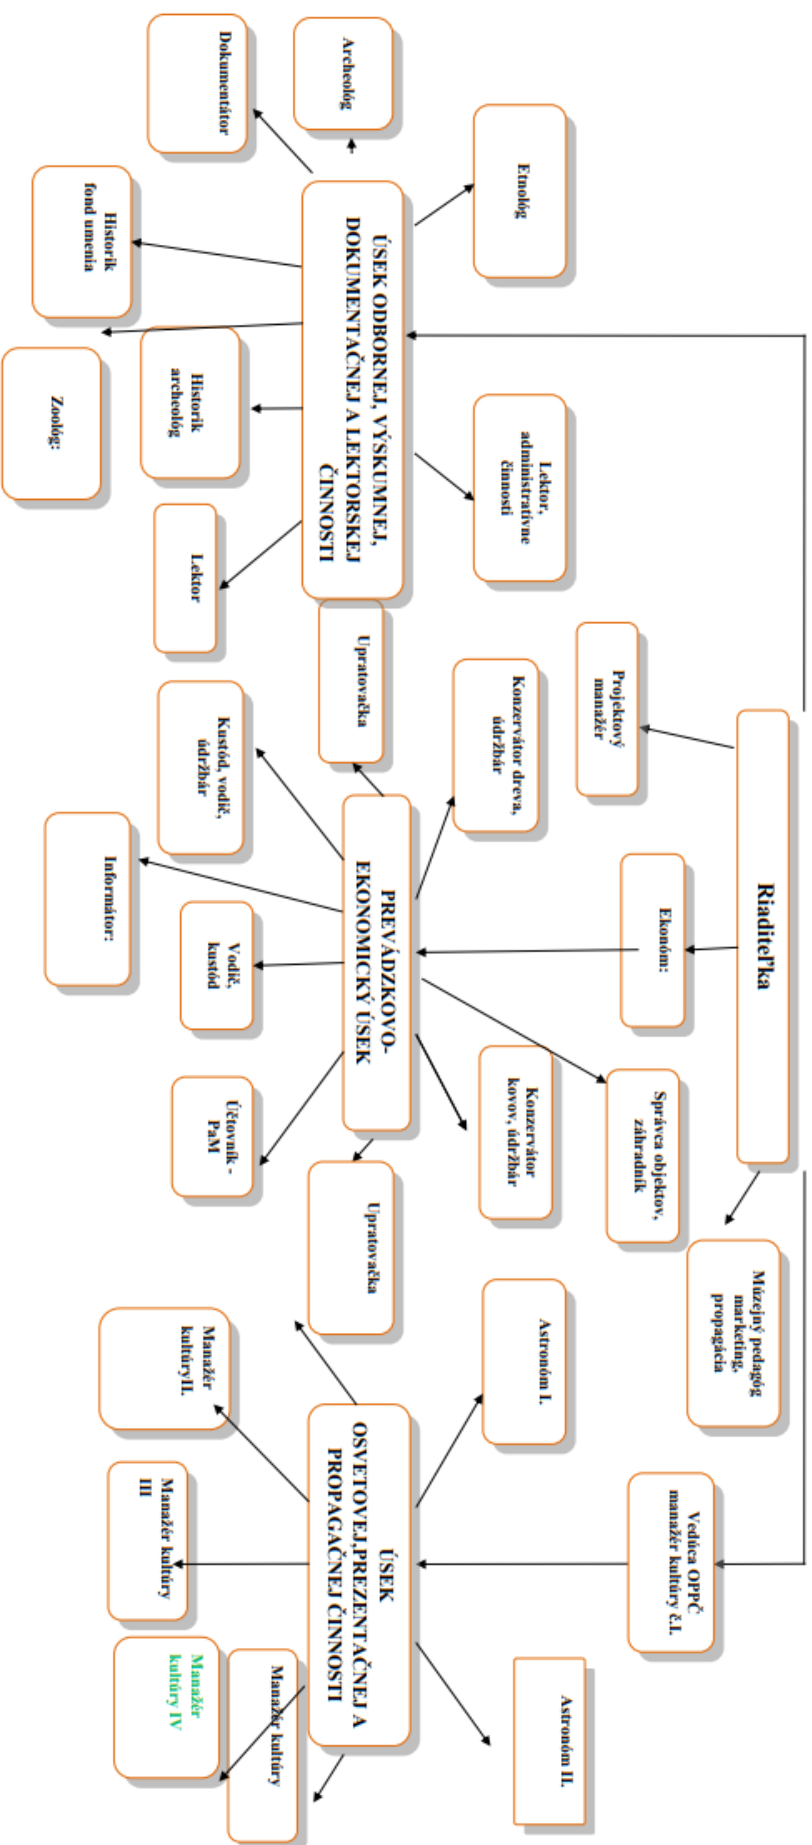 Riaditeľka
Projektový
manažér
Ekonóm:
Múzejný pedagóg
marketing,
propagácia
Správca objektov,
záhradník
Vedúca OPPČ
manažér kultúry č.I.
Etnológ
Lektor,
administratívne
činnosti
Konzervátor dreva,
údržbár
Konzervátor
kovov, údržbár
Astronóm I.
Astronóm II.
Archeológ
ÚSEK ODBORNEJ, VÝSKUMNEJ,
DOKUMENTAČNEJ A LEKTORSKEJ
ČINNOSTI
Upratovačka
PREVÁDZKOVO-
EKONOMICKÝ ÚSEK
Upratovačka
ÚSEK
OSVETOVEJ,PREZENTAČNEJ A
PROPAGAČNEJ ČINNOSTI
Dokumentátor
Historik
fond umenia
Zoológ:
Historik
archeológ
Lektor
Kustód, vodič,
údržbár
Informátor:
Vodič,
kustód
Účtovník -
PaM
Manažér
kultúryII.
Manažér kultúry
III
Manažér
kultúry IV
Manažér kultúry